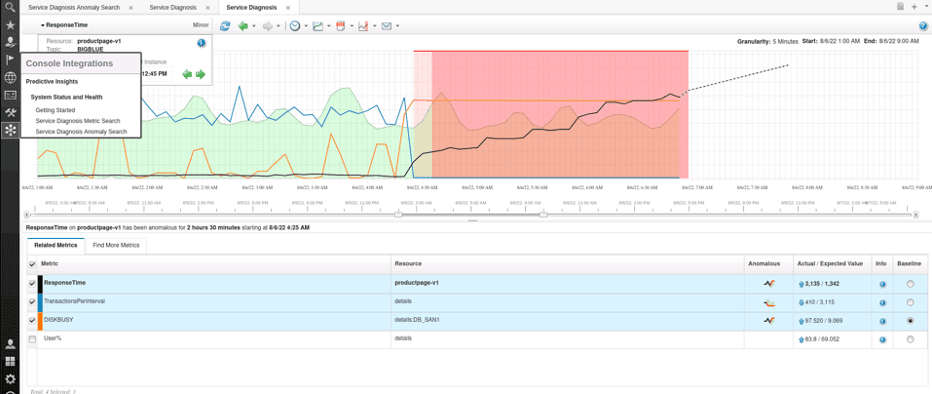 Service Diagnosis Anomaly Search
Service Diagnosis
Service Diagnosis
ResponseTime
Minor
Resource: productpage-v1
Topic: BIGBLUE
Instance
12:45 PM
Granularity: 5 Minutes Start: 8/6/22 1:00 AM End: 8/6/22 9:00 AM
Console Integrations
Predictive Insights
System Status and Health
Getting Started
Service Diagnosis Metric Search
Service Diagnosis Anomaly Search
8/6/22, 1:00 AM
8/6/22, 1:30 AM
8/6/22, 2:00 AM
8/6/22, 2:30 AM
8/6/22, 3:00 AM
8/6/22, 3:30 AM
8/6/22, 4:00 AM
8/6/22, 4:30 AM
8/6/22, 5:00 AM
8/6/22, 5:30 AM
8/6/22, 6:00 AM
8/6/22, 6:30 AM
8/6/22, 7:00 AM
8/6/22, 7:30 AM
8/6/22, 8:00 AM
8/6/22, 8:30 AM
8/6/22, 9:00 AM
ResponseTime on productpage-v1 has been anomalous for 2 hours 30 minutes starting at 8/6/22 4:25 AM
Related Metrics
Find More Metrics
Metric Resource Anomalous Actual / Expected Value Info Baseline
ResponseTime productpage-v1 3,135 / 1,342
TransactionsPerInterval details 410 / 3,115
DISKBUSY details:DB_SAN1 97.520 / 9.069
User% details 93.8 / 69.052
Total: 4 Selected: 3